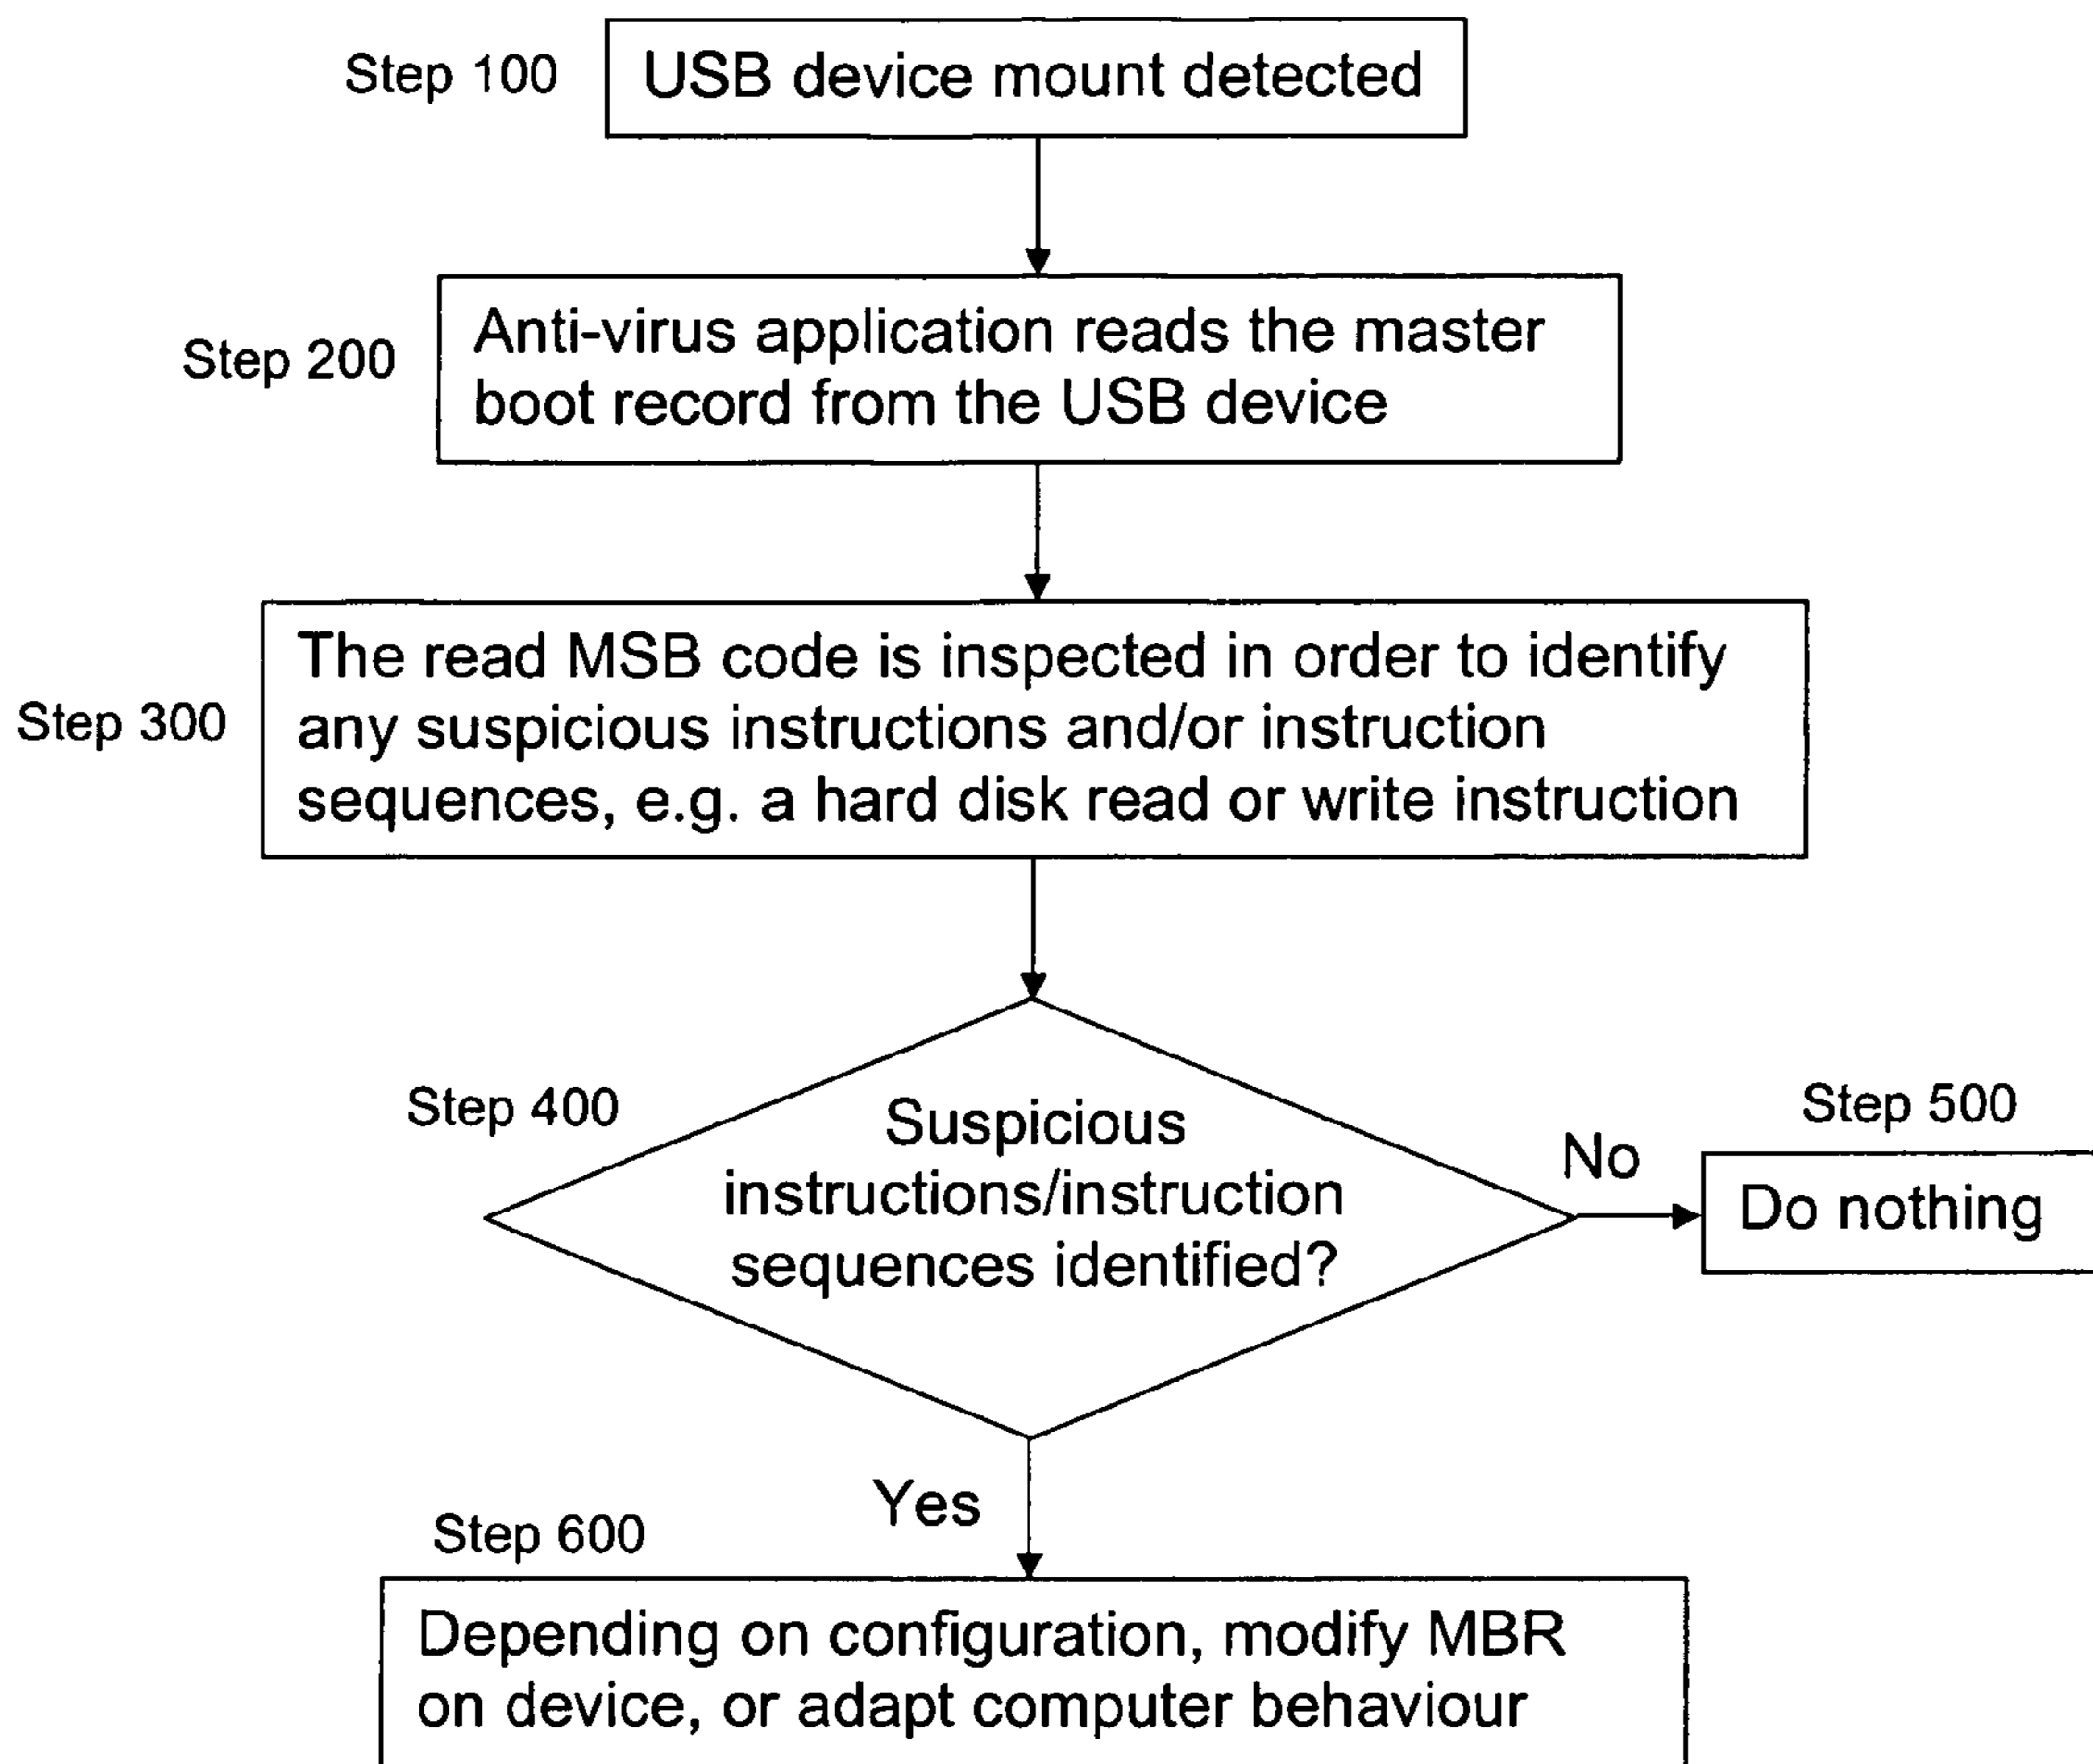 Step 100
USB device mount detected
Step 200
Anti-virus application reads the master
boot record from the USB device
Step 300
The read MSB code is inspected in order to identify
any suspicious instructions and/or instruction
sequences, e.g. a hard disk read or write instruction
Step 400
Suspicious
instructions/instruction
sequences identified?
No
Step 500
Do nothing
Yes
Step 600
Depending on configuration, modify MBR
on device, or adapt computer behaviour